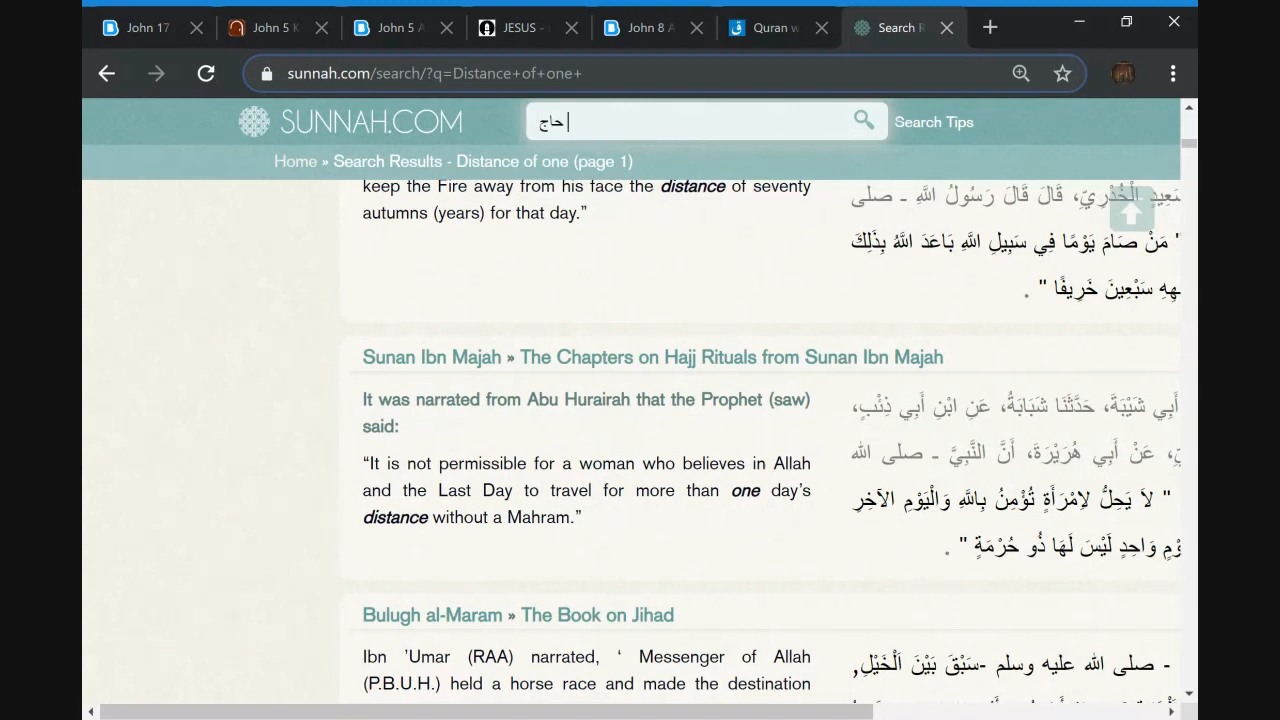 John 17
John 5 K
John 5 A
JESUS -
John 8 A
Quran w
Search R
sunnah.com/search/?q=Distance+of+one+
SUNNAH.COM
حاج
Search Tips
Home » Search Results - Distance of one (page 1)
keep the Fire away from his face the distance of seventy
autumns (years) for that day.”
سَعِيدٍ الْخُدْرِيِّ، قَالَ قَالَ رَسُولُ اللَّهِ ـ صلى
" مَنْ صَامَ يَوْمًا فِي سَبِيلِ اللَّهِ بَاعَدَ اللَّهُ بِذَلِكَ
سَبْعِينَ خَرِيفًا " .
Sunan Ibn Majah » The Chapters on Hajj Rituals from Sunan Ibn Majah
It was narrated from Abu Hurairah that the Prophet (saw)
said:
“It is not permissible for a woman who believes in Allah
and the Last Day to travel for more than one day’s
distance without a Mahram.”
أَبِي شَيْبَةَ، حَدَّثَنَا شَبَابَةُ، عَنِ ابْنِ أَبِي ذِئْبٍ،
عَنْ أَبِي هُرَيْرَةَ، أَنَّ النَّبِيَّ ـ صلى الله
" لاَ يَحِلُّ لاِمْرَأَةٍ تُؤْمِنُ بِاللَّهِ وَالْيَوْمِ الآخِرِ
وَاحِدٍ لَيْسَ لَهَا ذُو حُرْمَةٍ " .
Bulugh al-Maram » The Book on Jihad
Ibn ’Umar (RAA) narrated, ‘ Messenger of Allah
(P.B.U.H.) held a horse race and made the destination
- صلى الله عليه وسلم -سَبْقَ بَيْنَ اَلْخَيْلِ,